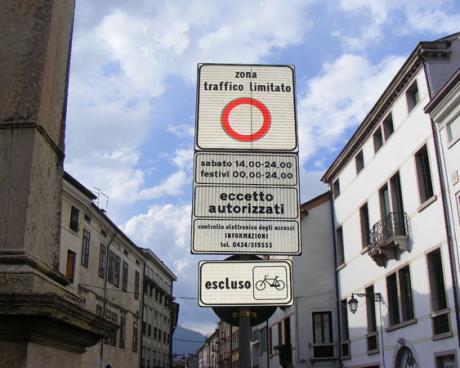 zona
traffico limitato
sabato 14.00-24.00
festivi 00.00-24.00
eccetto
autorizzati
controllo elettronico degli accessi
INFORMAZIONI
tel. 0424/519555
escluso